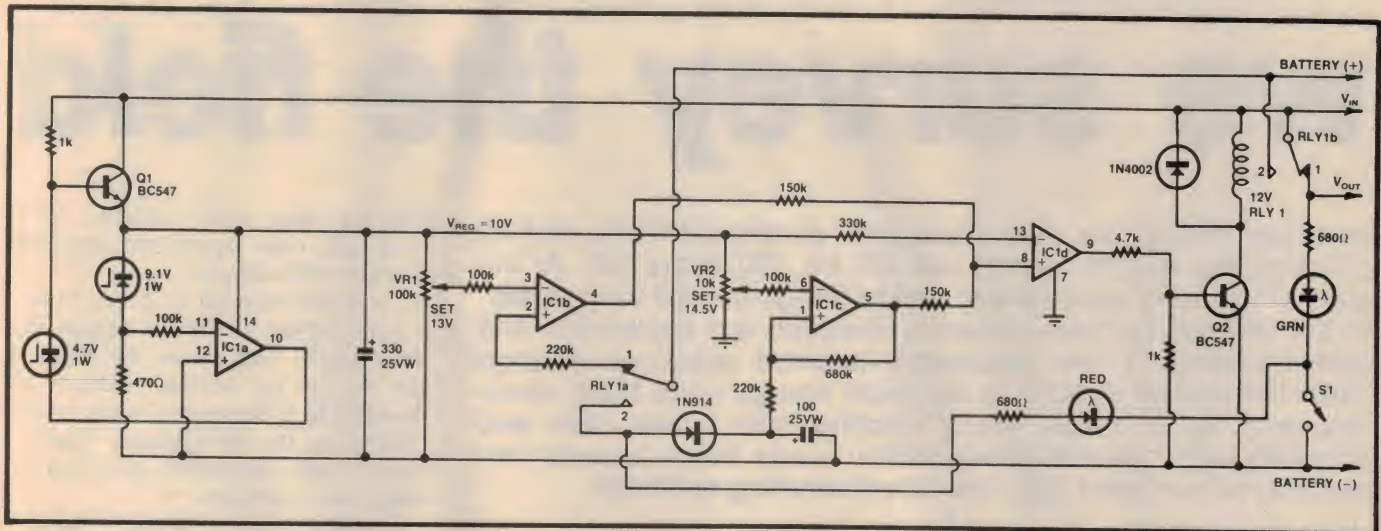 BATTERY (+)
V_IN
RLY1b
1k
Q1
BC547
1N4002
2
1
V_OUT
12V
RLY 1
150k
V_REG = 10V
330k
680Ω
9.1V
1W
VR1
100k
SET
13V
100k
3
−
IC1b
4
2
+
VR2
10k
SET
14.5V
100k
6
−
IC1c
5
1
+
150k
13
−
IC1d
9
8
+
7
4.7k
Q2
BC547
λ
GRN
4.7V
1W
100k
11
−
14
IC1a
10
12
+
470Ω
+
330
25VW
220k
1
RLY1a
2
680k
220k
1N914
100
25VW
+
1k
680Ω
RED
λ
S1
BATTERY (−)